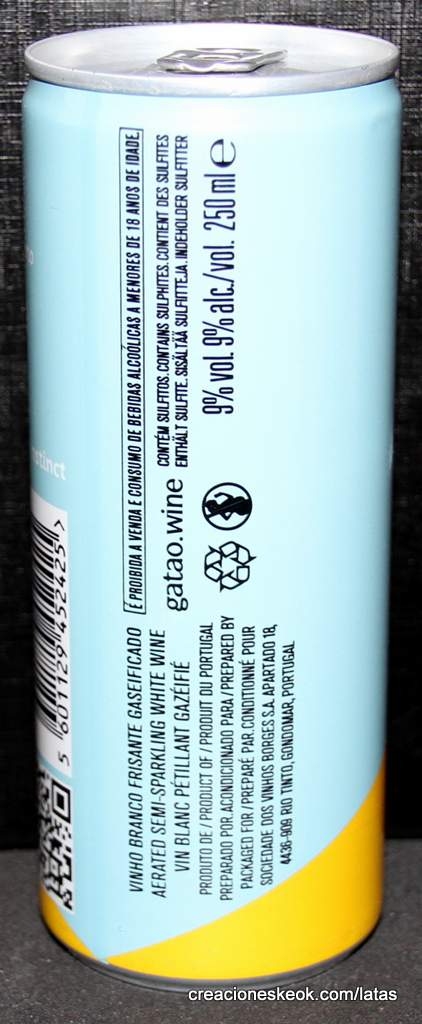 É PROIBIDA A VENDA E CONSUMO DE BEBIDAS ALCOÓLICAS A MENORES DE 18 ANOS DE IDADE.
CONTÉM SULFITOS.CONTAINS SULPHITES.CONTIENT DES SULFITES
ENTHÄLT SULFITE.SISÄLTÄÄ SULFIITTEJA.INDEHOLDER SULFITTER
9% vol. 9% alc./vol. 250 ml e
gatao.wine
VINHO BRANCO FRISANTE GASEIFICADO
AERATED SEMI-SPARKLING WHITE WINE
VIN BLANC PÉTILLANT GAZÉIFIÉ
PRODUTO DE / PRODUCT OF / PRODUIT DU PORTUGAL
PREPARADO POR.ACONDICIONADO PARA / PREPARED BY
PACKAGED FOR / PREPARÉ PAR.CONDITIONNÉ POUR
SOCIEDADE DOS VINHOS BORGES S.A. APARTADO 18,
4436-909 RIO TINTO, GONDOMAR, PORTUGAL
5 601129 452425 >
creacioneskeok.com/latas